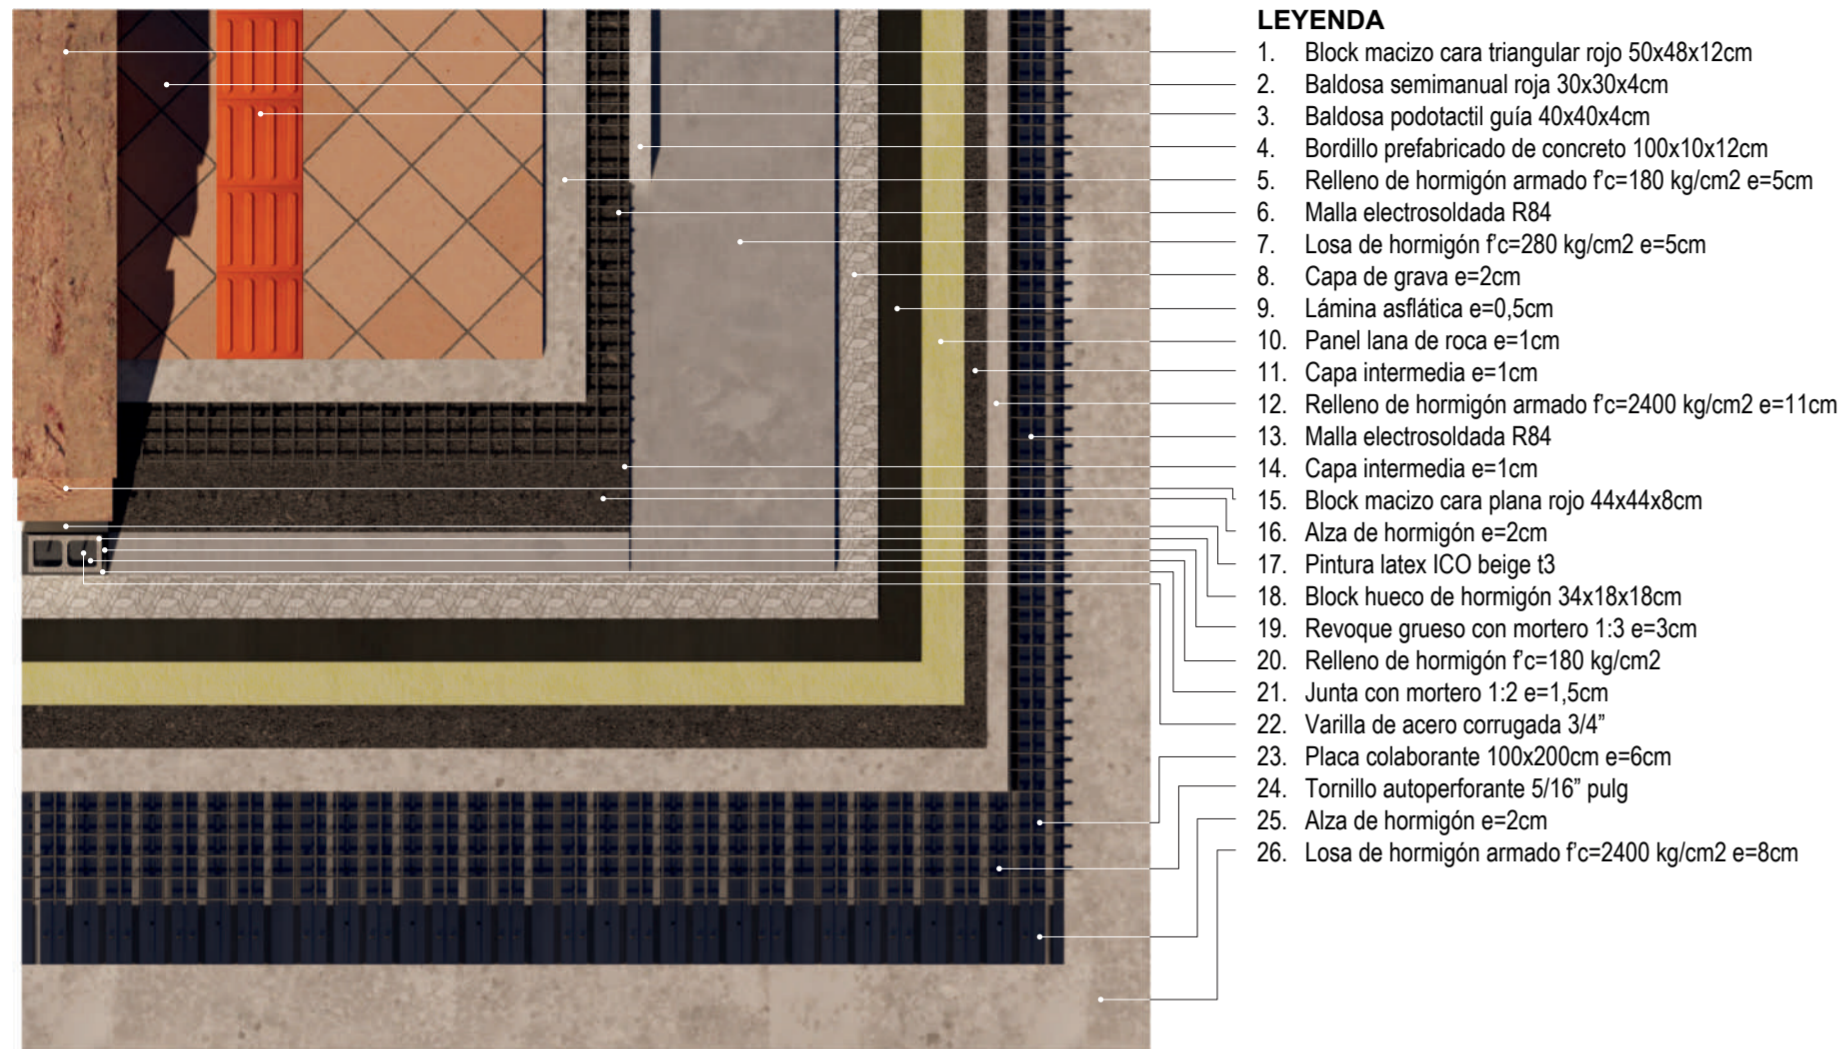 LEYENDA
1. Block macizo cara triangular rojo 50x48x12cm
2. Baldosa semimanual roja 30x30x4cm
3. Baldosa podotactil guía 40x40x4cm
4. Bordillo prefabricado de concreto 100x10x12cm
5. Relleno de hormigón armado f'c=180 kg/cm2 e=5cm
6. Malla electrosoldada R84
7. Losa de hormigón f'c=280 kg/cm2 e=5cm
8. Capa de grava e=2cm
9. Lámina asflática e=0,5cm
10. Panel lana de roca e=1cm
11. Capa intermedia e=1cm
12. Relleno de hormigón armado f'c=2400 kg/cm2 e=11cm
13. Malla electrosoldada R84
14. Capa intermedia e=1cm
15. Block macizo cara plana rojo 44x44x8cm
16. Alza de hormigón e=2cm
17. Pintura latex ICO beige t3
18. Block hueco de hormigón 34x18x18cm
19. Revoque grueso con mortero 1:3 e=3cm
20. Relleno de hormigón f'c=180 kg/cm2
21. Junta con mortero 1:2 e=1,5cm
22. Varilla de acero corrugada 3/4”
23. Placa colaborante 100x200cm e=6cm
24. Tornillo autoperforante 5/16” pulg
25. Alza de hormigón e=2cm
26. Losa de hormigón armado f'c=2400 kg/cm2 e=8cm